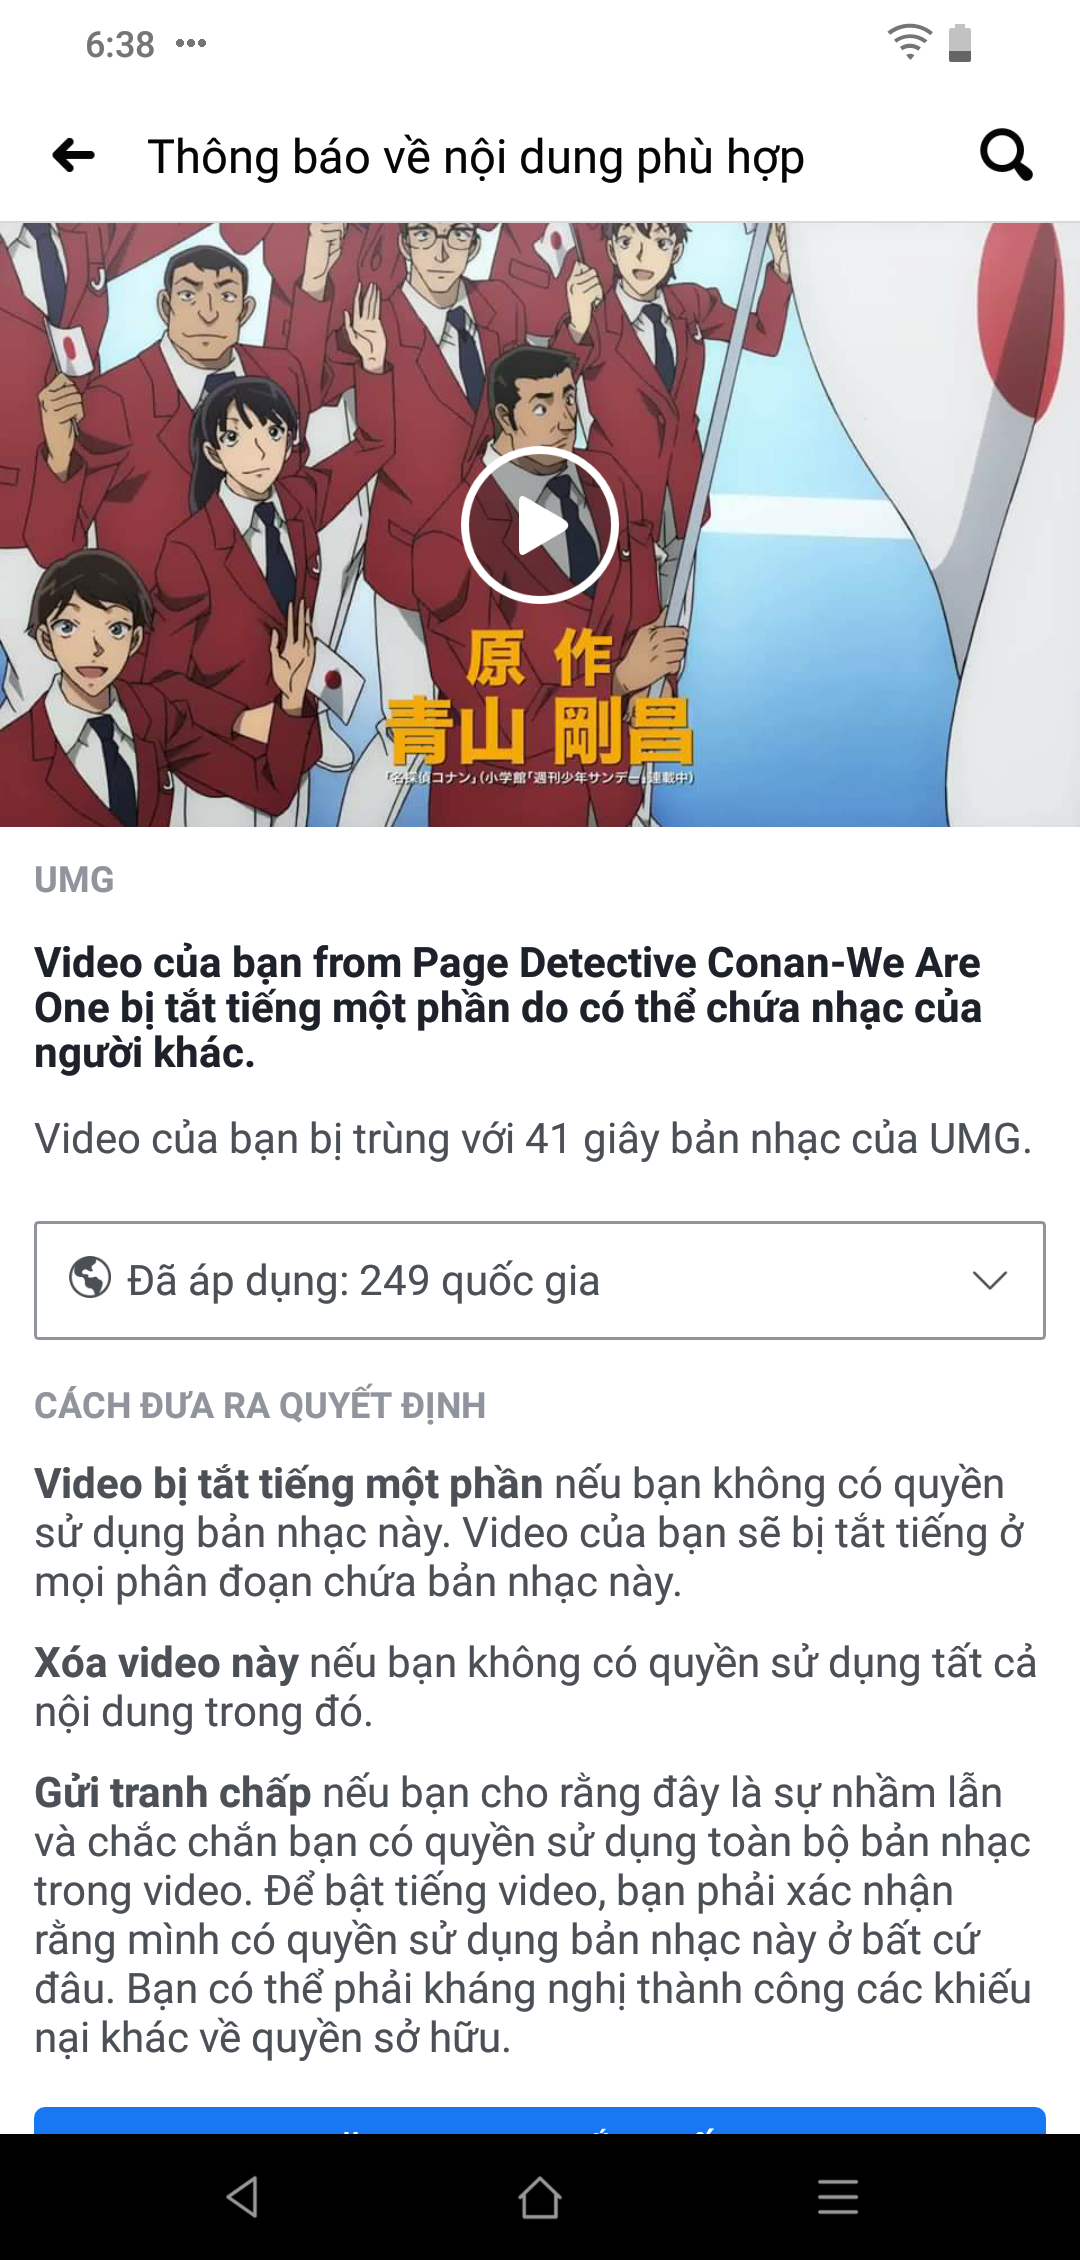 6:38
Thông báo về nội dung phù hợp
原 作
青山 剛昌
「名探偵コナン」(小学館「週刊少年サンデー」連載中)
UMG
Video của bạn from Page Detective Conan-We Are
One bị tắt tiếng một phần do có thể chứa nhạc của
người khác.
Video của bạn bị trùng với 41 giây bản nhạc của UMG.
Đã áp dụng: 249 quốc gia
CÁCH ĐƯA RA QUYẾT ĐỊNH
Video bị tắt tiếng một phần nếu bạn không có quyền
sử dụng bản nhạc này. Video của bạn sẽ bị tắt tiếng ở
mọi phân đoạn chứa bản nhạc này.
Xóa video này nếu bạn không có quyền sử dụng tất cả
nội dung trong đó.
Gửi tranh chấp nếu bạn cho rằng đây là sự nhầm lẫn
và chắc chắn bạn có quyền sử dụng toàn bộ bản nhạc
trong video. Để bật tiếng video, bạn phải xác nhận
rằng mình có quyền sử dụng bản nhạc này ở bất cứ
đâu. Bạn có thể phải kháng nghị thành công các khiếu
nại khác về quyền sở hữu.